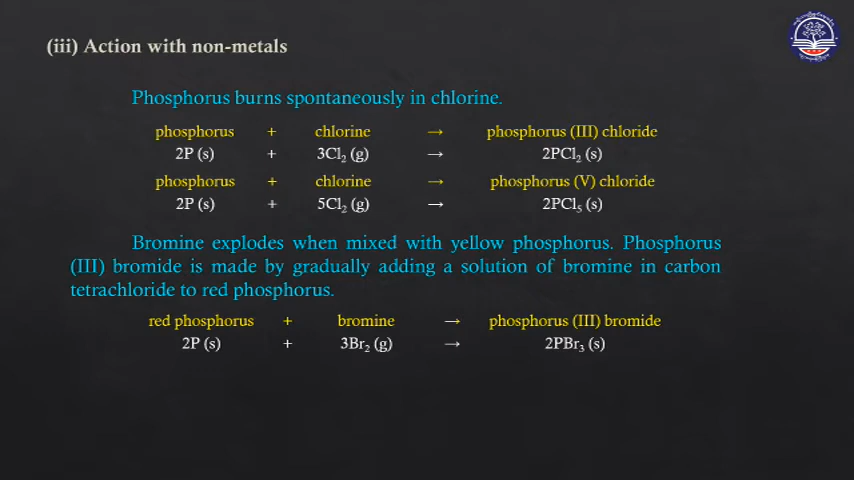 (iii) Action with non-metals
Phosphorus burns spontaneously in chlorine.
phosphorus + chlorine → phosphorus (III) chloride
2P (s) + 3Cl₂ (g) → 2PCl₂ (s)
phosphorus + chlorine → phosphorus (V) chloride
2P (s) + 5Cl₂ (g) → 2PCl₅ (s)
Bromine explodes when mixed with yellow phosphorus. Phosphorus
(III) bromide is made by gradually adding a solution of bromine in carbon
tetrachloride to red phosphorus.
red phosphorus + bromine → phosphorus (III) bromide
2P (s) + 3Br₂ (g) → 2PBr₃ (s)